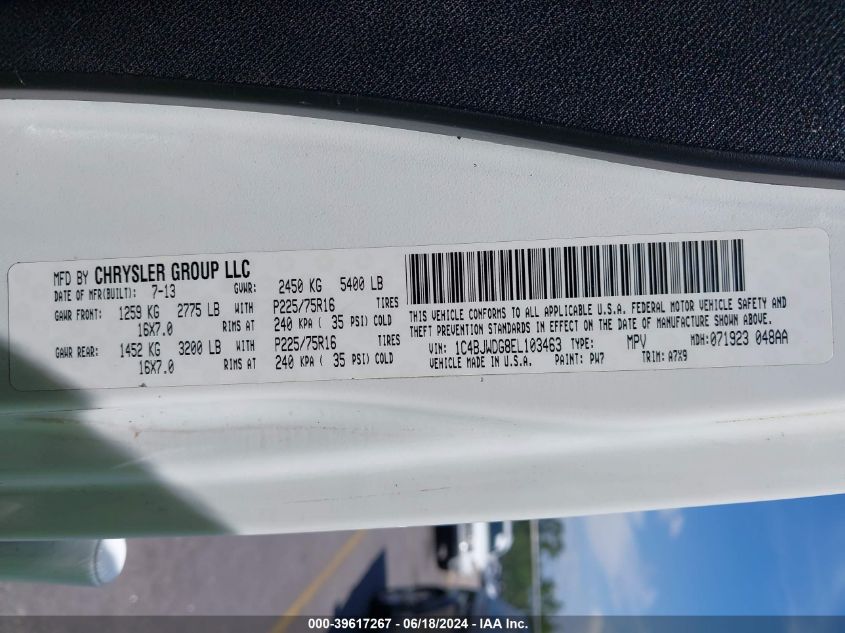 MFD BY CHRYSLER GROUP LLC
DATE OF MFR(BUILT): 7-13 GVWR: 2450 KG 5400 LB
GAWR FRONT: 1259 KG 2775 LB WITH P225/75R16 TIRES
16X7.0 RIMS AT 240 KPA ( 35 PSI) COLD
GAWR REAR: 1452 KG 3200 LB WITH P225/75R16 TIRES
16X7.0 RIMS AT 240 KPA ( 35 PSI) COLD
THIS VEHICLE CONFORMS TO ALL APPLICABLE U.S.A. FEDERAL MOTOR VEHICLE SAFETY AND
THEFT PREVENTION STANDARDS IN EFFECT ON THE DATE OF MANUFACTURE SHOWN ABOVE.
VIN: 1C4BJWDG8EL103463 TYPE: MPV MDH:071923 048AA
VEHICLE MADE IN U.S.A. PAINT: PW7 TRIM: A7X9
000-39617267 - 06/18/2024 - IAA Inc.